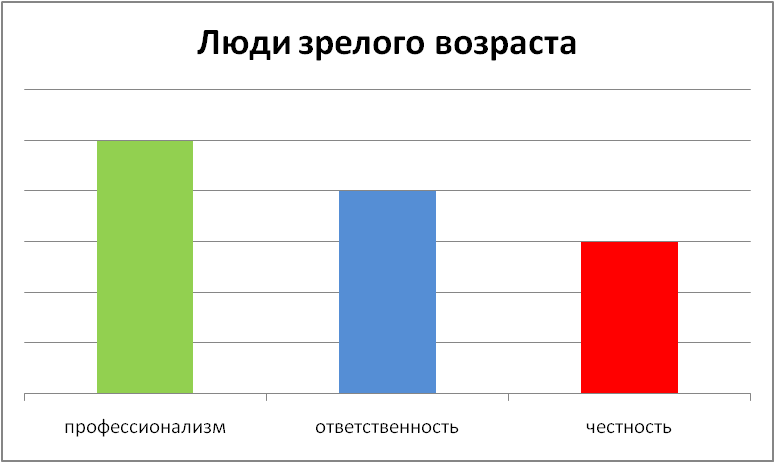 Люди зрелого возраста
профессионализм ответственность честность